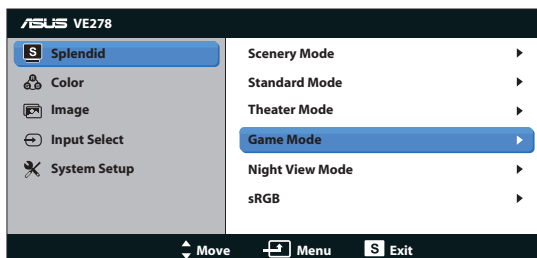 ASUS VE278
S Splendid
Color
Image
Input Select
System Setup
Scenery Mode
Standard Mode
Theater Mode
Game Mode
Night View Mode
sRGB
Move Menu S Exit